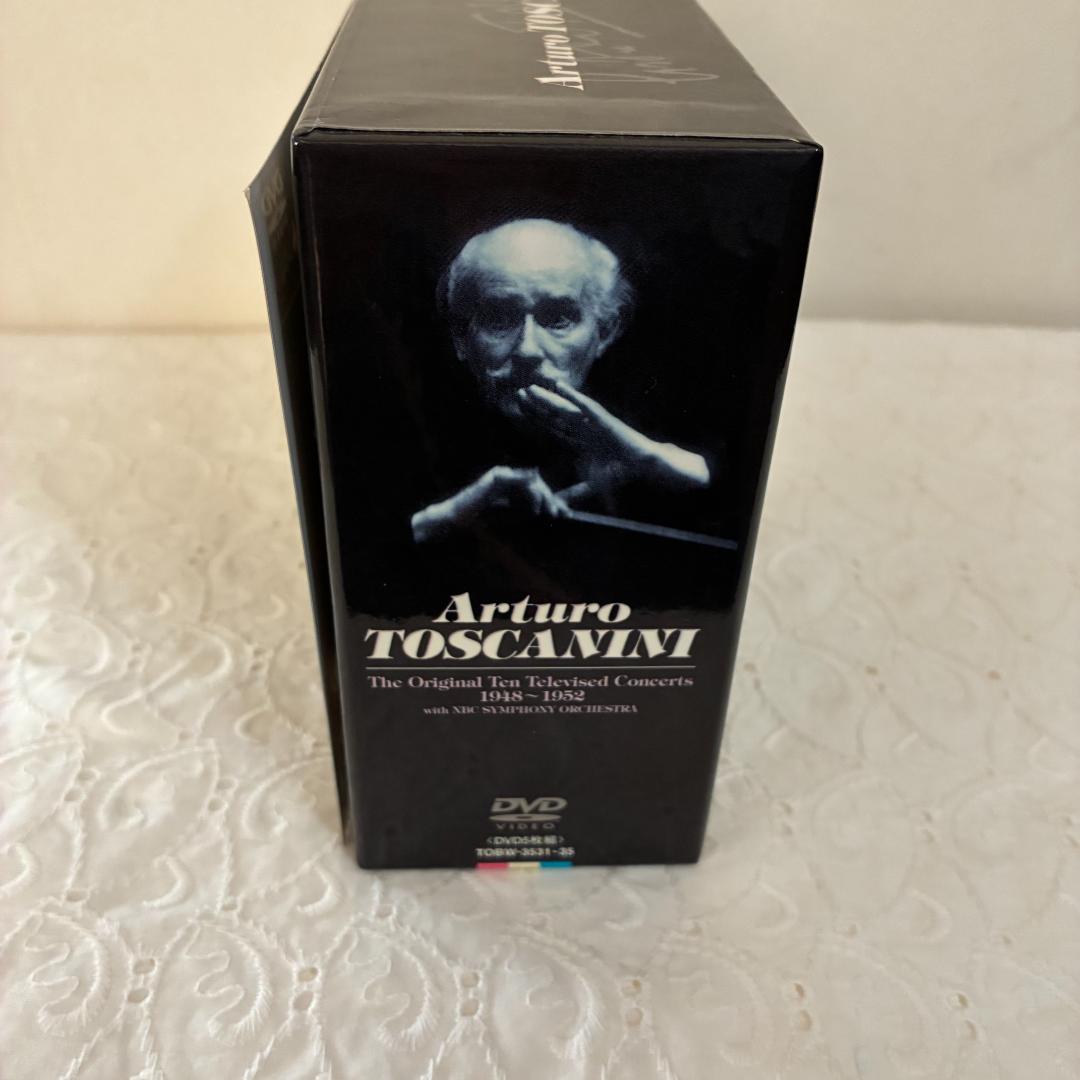 Arturo TOSC
Arturo
TOSCANINI
The Original Ten Televised Concerts
1948~1952
with NBC SYMPHONY ORCHESTRA
DVD
VIDEO
<DVD5枚組>
TOBW-3531~35